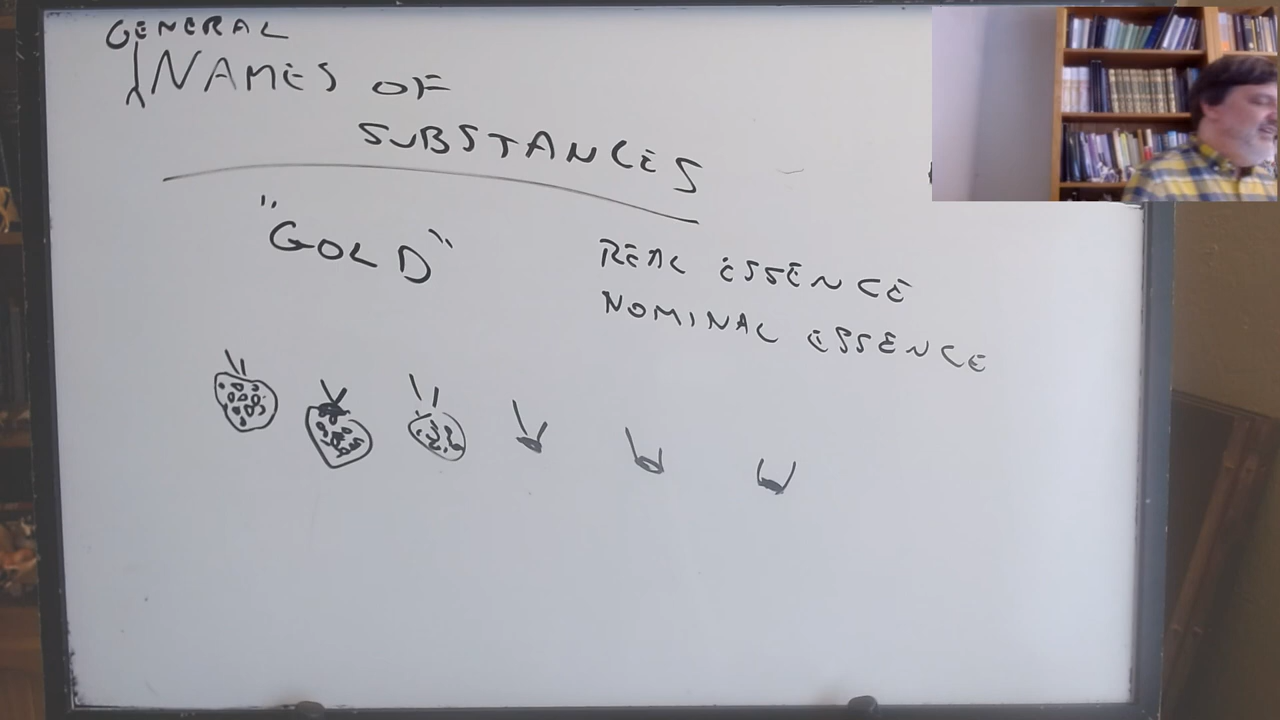 GENERAL
NAMES OF
SUBSTANCES
"GOLD"
REAL ESSENCE
NOMINAL ESSENCE